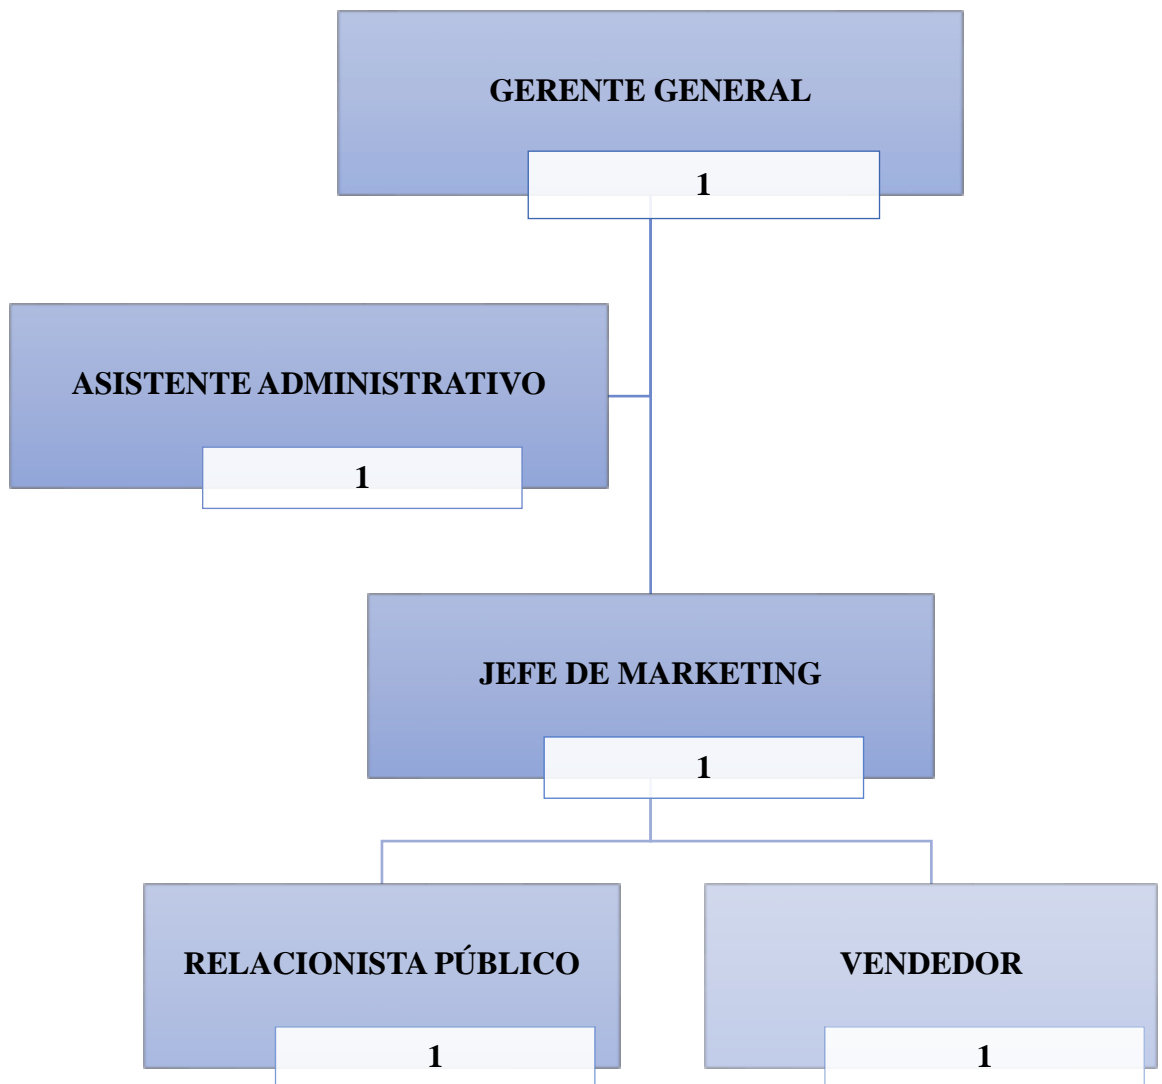 GERENTE GENERAL
1
ASISTENTE ADMINISTRATIVO
1
JEFE DE MARKETING
1
RELACIONISTA PÚBLICO
1
VENDEDOR
1